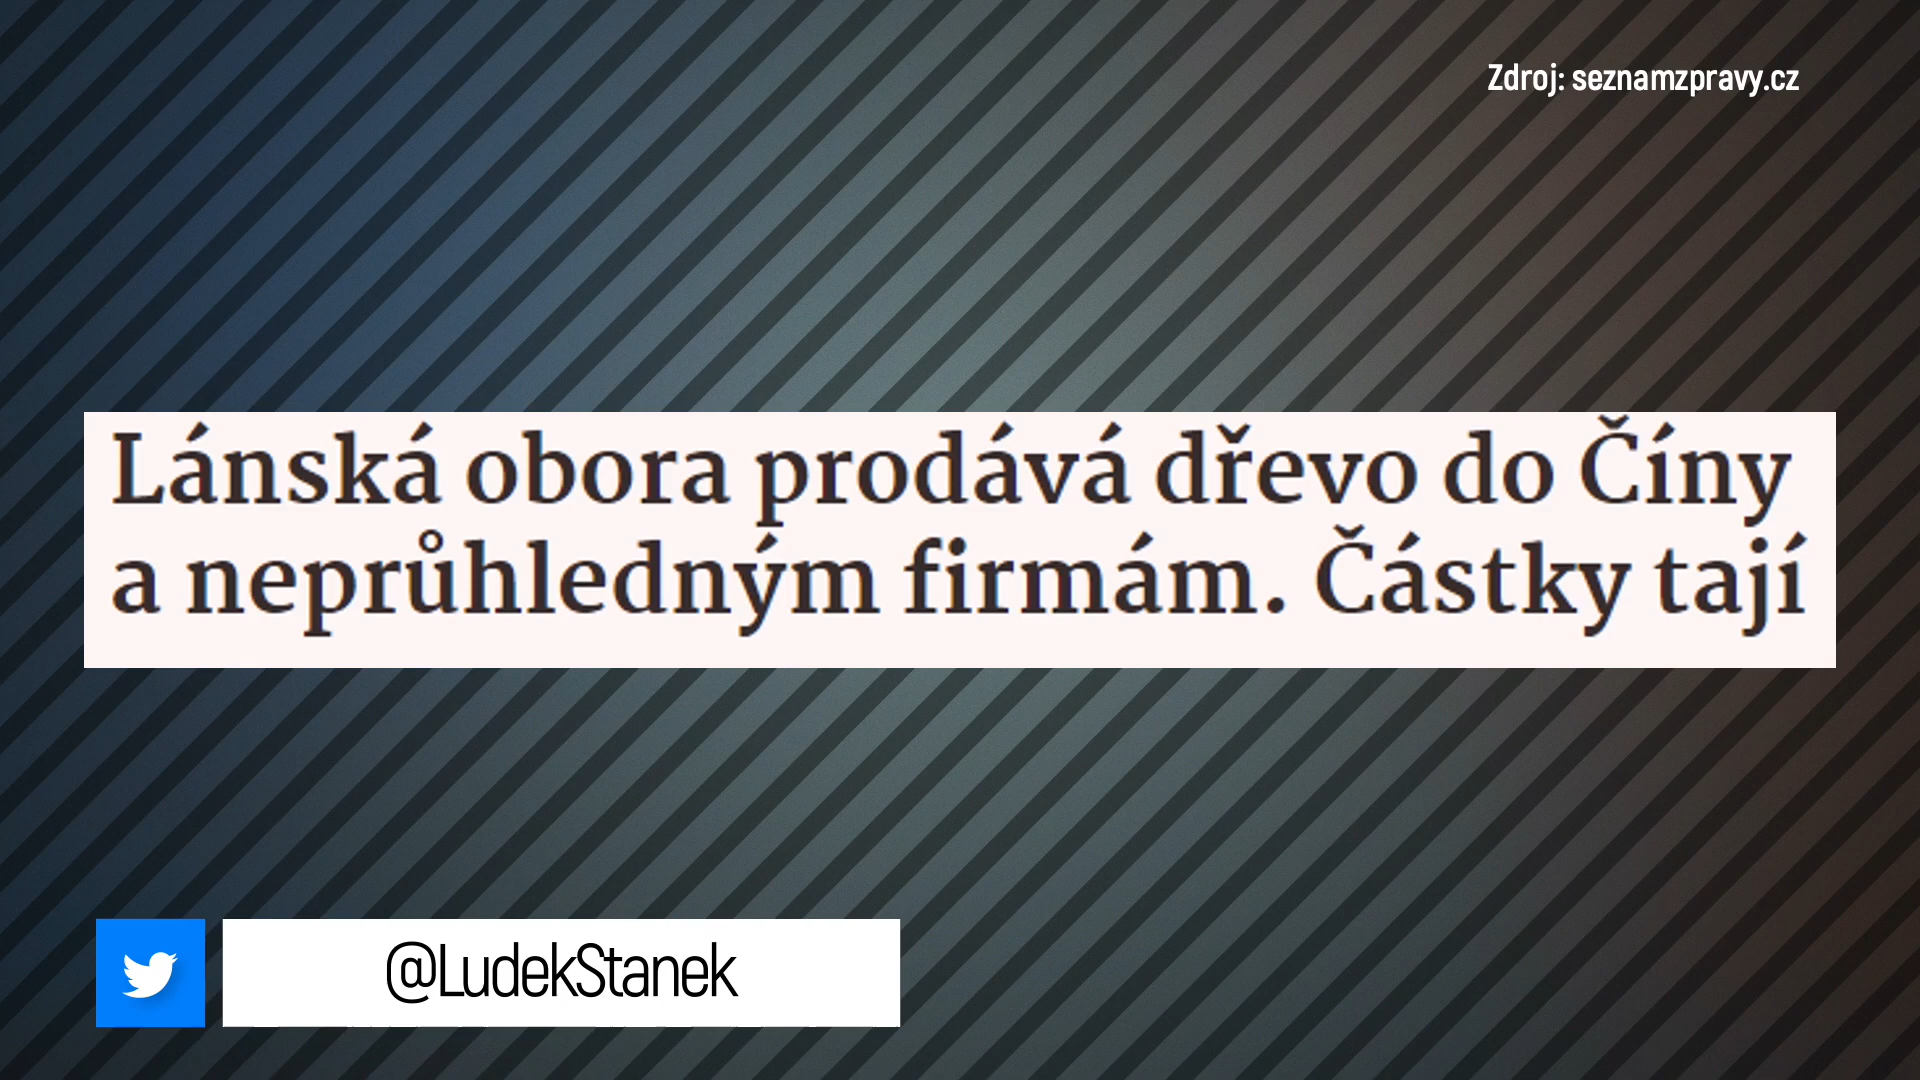 Zdroj: seznamzpravy.cz
Lánská obora prodává dřevo do Číny
a neprůhledným firmám. Částky tají
@LudekStanek